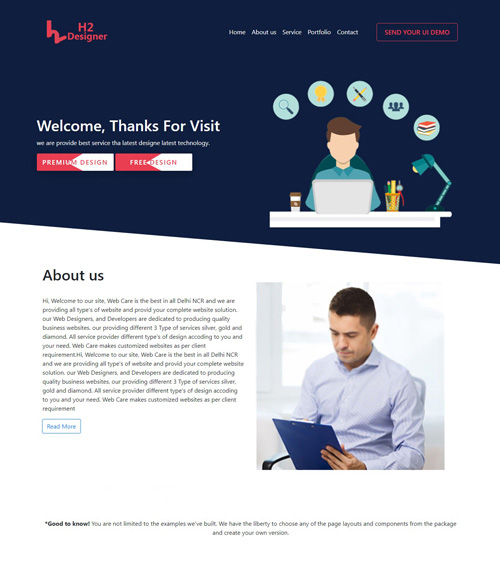 H2
Designer
Home About us Service Portfolio Contact
SEND YOUR UI DEMO
Welcome, Thanks For Visit
we are provide best service tha latest designe latest technology.
PREMIUM DESIGN FREE DESIGN
About us
Hi, Welcome to our site, Web Care is the best in all Delhi NCR and we are
providing all type's of website and provid your complete website solution.
our Web Designers, and Developers are dedicated to producing quality
business websites. our providing different 3 Type of services silver, gold and
diamond. All service provider different type's of design accoding to you and
your need. Web Care makes customized websites as per client
requirement.Hi, Welcome to our site, Web Care is the best in all Delhi NCR
and we are providing all type's of website and provid your complete website
solution. our Web Designers, and Developers are dedicated to producing
quality business websites. our providing different 3 Type of services silver,
gold and diamond. All service provider different type's of design accoding
to you and your need. Web Care makes customized websites as per client
requirement
Read More
*Good to know! You are not limited to the examples we've built. We have the liberty to choose any of the page layouts and components from the package
and create your own version.